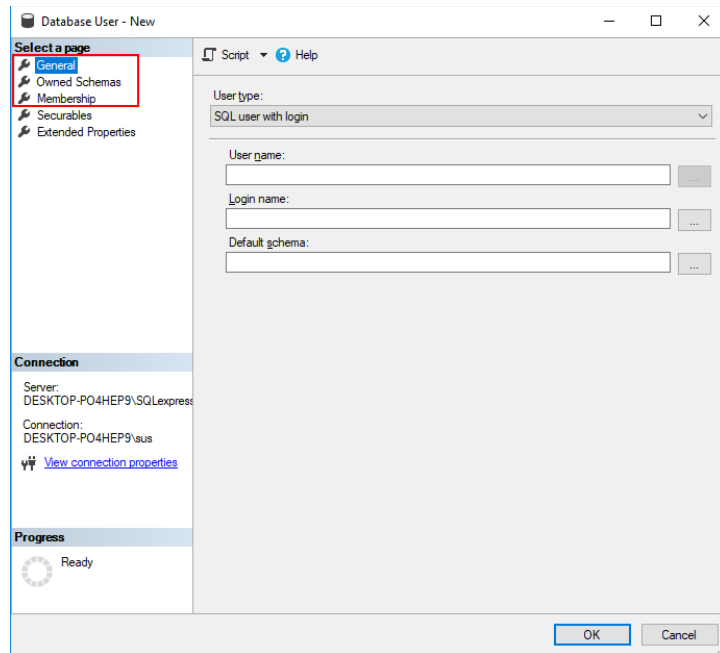 Database User - New
Select a page
General
Owned Schemas
Membership
Securables
Extended Properties
Script
Help
User type:
SQL user with login
User name:
...
Login name:
...
Default schema:
...
Connection
Server:
DESKTOP-PO4HEP9\SQLexpress
Connection:
DESKTOP-PO4HEP9\sus
View connection properties
Progress
Ready
OK
Cancel